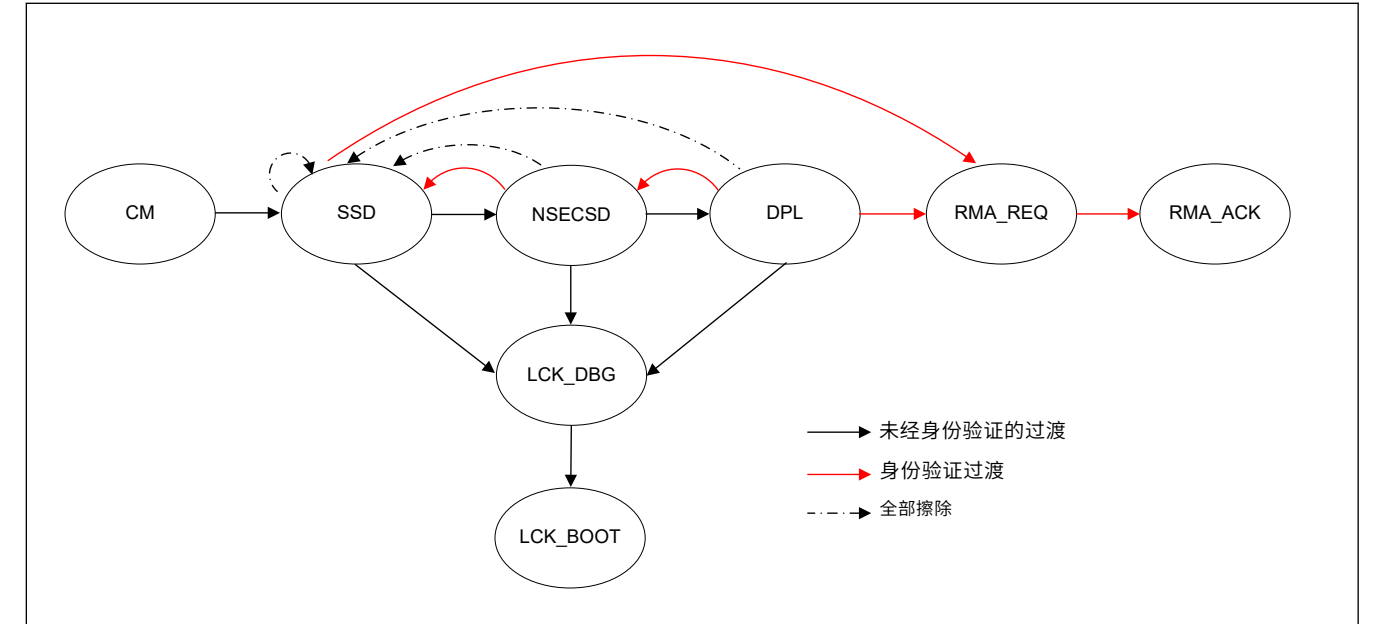 CM
SSD
NSECSD
DPL
RMA_REQ
RMA_ACK
LCK_DBG
未经身份验证的过渡
身份验证过渡
全部擦除
LCK_BOOT